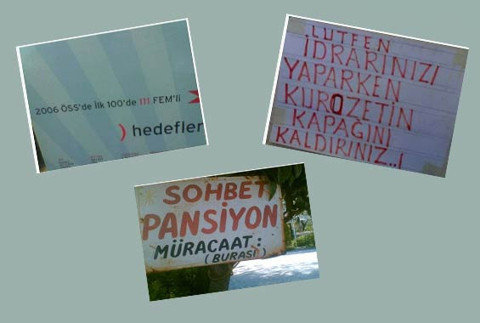 2006 ÖSS'de İlk 100'de !!! FEM'li
) hedefler
LÜTFEN
İDRARINIZI
YAPARKEN
KUROZETİN
KAPAĞINI
KALDIRINIZ..!
SOHBET
PANSİYON
MÜRACAAT:
(BURASI)